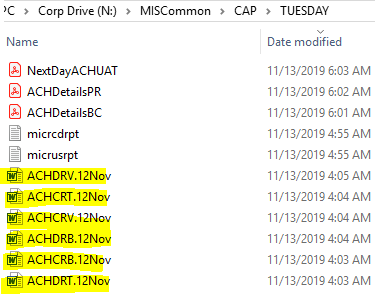 PC > Corp Drive (N:) > MISCommon > CAP > TUESDAY
Name Date modified
NextDayACHUAT 11/13/2019 6:03 AM
ACHDetailsPR 11/13/2019 6:02 AM
ACHDetailsBC 11/13/2019 6:01 AM
micrcdrpt 11/13/2019 4:55 AM
micrusrpt 11/13/2019 4:55 AM
ACHDRV.12Nov 11/13/2019 4:05 AM
ACHCRT.12Nov 11/13/2019 4:04 AM
ACHCRV.12Nov 11/13/2019 4:04 AM
ACHDRB.12Nov 11/13/2019 4:04 AM
ACHCRB.12Nov 11/13/2019 4:03 AM
ACHDRT.12Nov 11/13/2019 4:03 AM